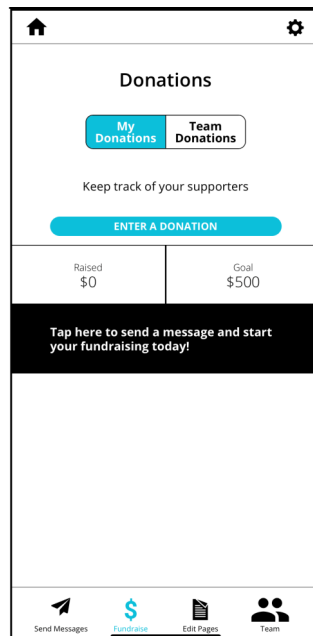 Donations
My
Donations
Team
Donations
Keep track of your supporters
ENTER A DONATION
Raised
$0
Goal
$500
Tap here to send a message and start
your fundraising today!
$
Send Messages
Fundraise
Edit Pages
Team